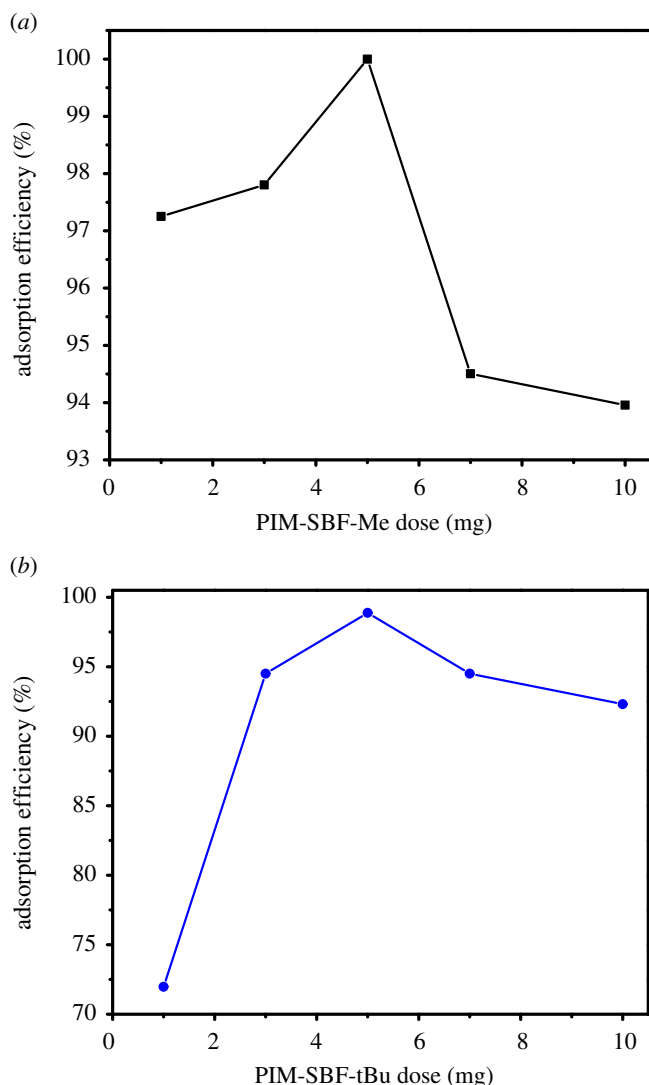 (a)
100
99
98
97
96
95
94
93
0 2 4 6 8 10
adsorption efficiency (%)
PIM-SBF-Me dose (mg)
(b)
100
95
90
85
80
75
70
0 2 4 6 8 10
adsorption efficiency (%)
PIM-SBF-tBu dose (mg)